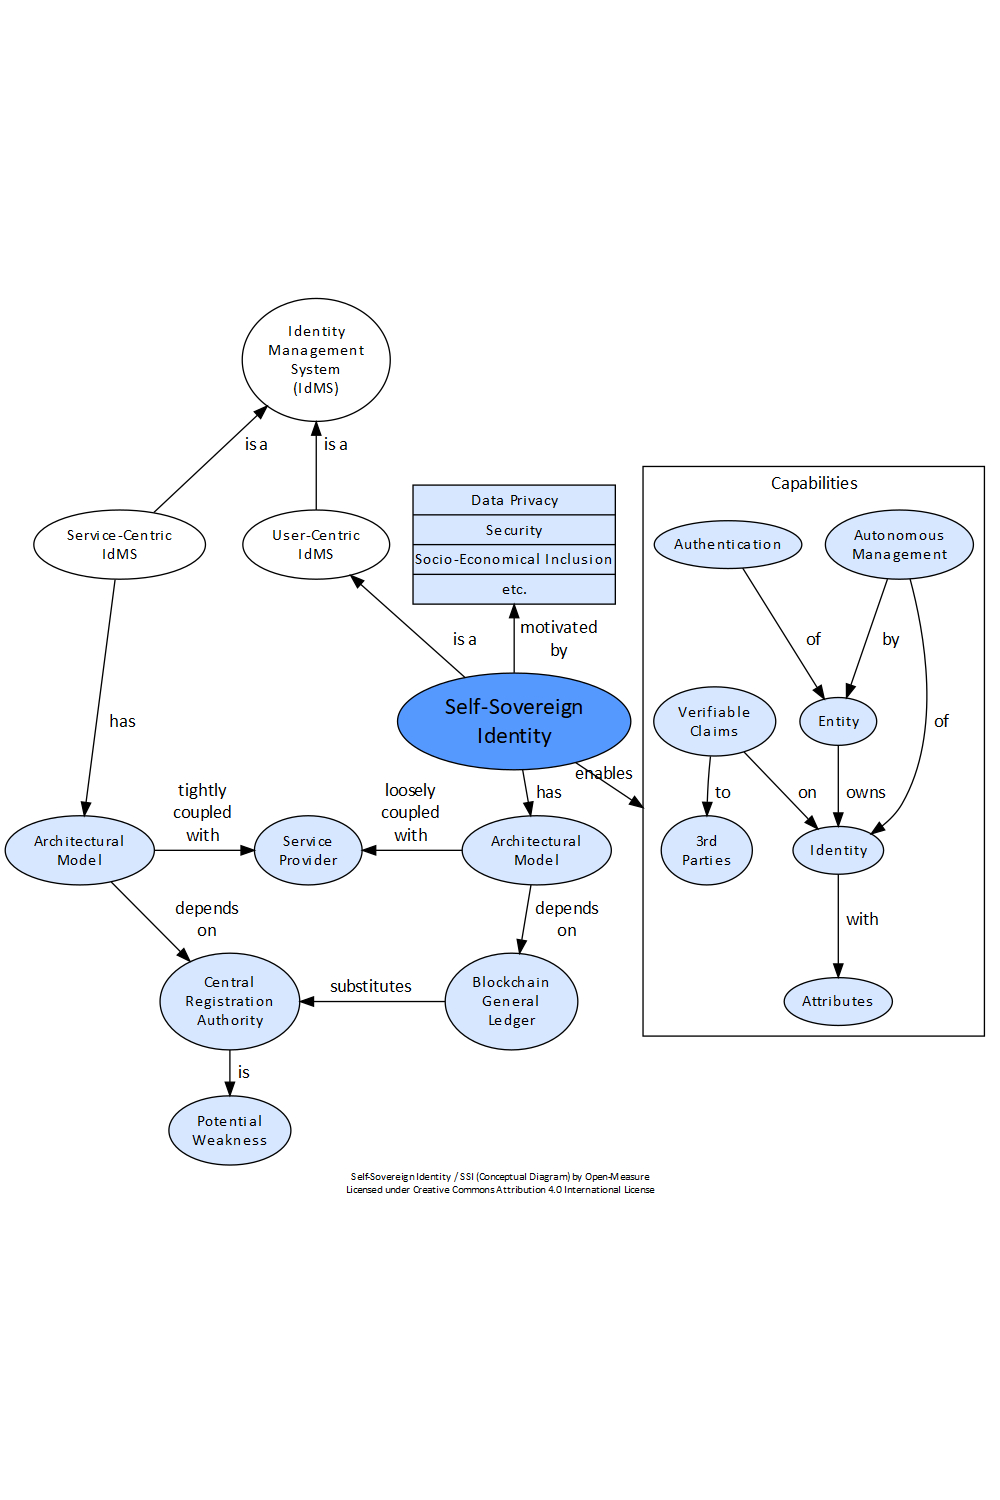 Identity
Management
System
(IdMS)
is a
is a
Service-Centric
IdMS
User-Centric
IdMS
Data Privacy
Security
Socio-Economical Inclusion
etc.
is a
motivated
by
Self-Sovereign
Identity
has
enables
has
tightly
coupled
with
loosely
coupled
with
Architectural
Model
Service
Provider
Architectural
Model
depends
on
depends
on
Central
Registration
Authority
substitutes
Blockchain
General
Ledger
is
Potential
Weakness
Capabilities
Authentication
Autonomous
Management
of
by
of
Verifiable
Claims
Entity
to
on
owns
3rd
Parties
Identity
with
Attributes
Self-Sovereign Identity / SSI (Conceptual Diagram) by Open-Measure
Licensed under Creative Commons Attribution 4.0 International License